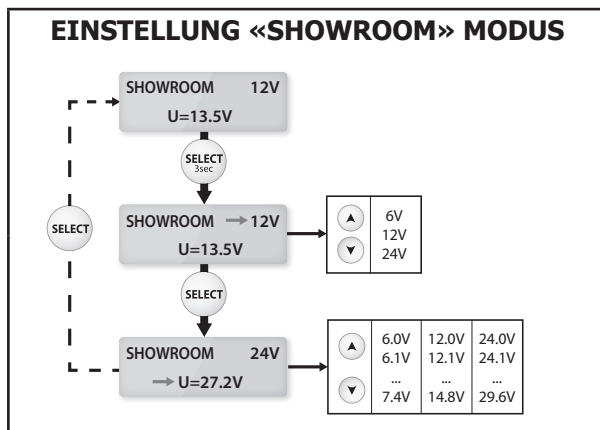 EINSTELLUNG «SHOWROOM» MODUS
SHOWROOM 12V
U=13.5V
SELECT
3sec
SHOWROOM → 12V
U=13.5V
6V
12V
24V
SELECT
SELECT
SHOWROOM 24V
→ U=27.2V
6.0V 12.0V 24.0V
6.1V 12.1V 24.1V
... ... ...
7.4V 14.8V 29.6V